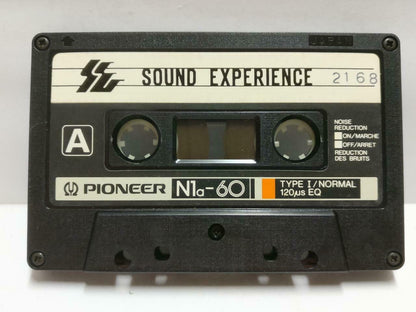 SOUND EXPERIENCE 2168
A
NOISE
REDUCTION
ON/MARCHE
OFF/ARRET
REDUCTION
DES BRUITS
PIONEER N1a-60 TYPE I/NORMAL
120µs EQ